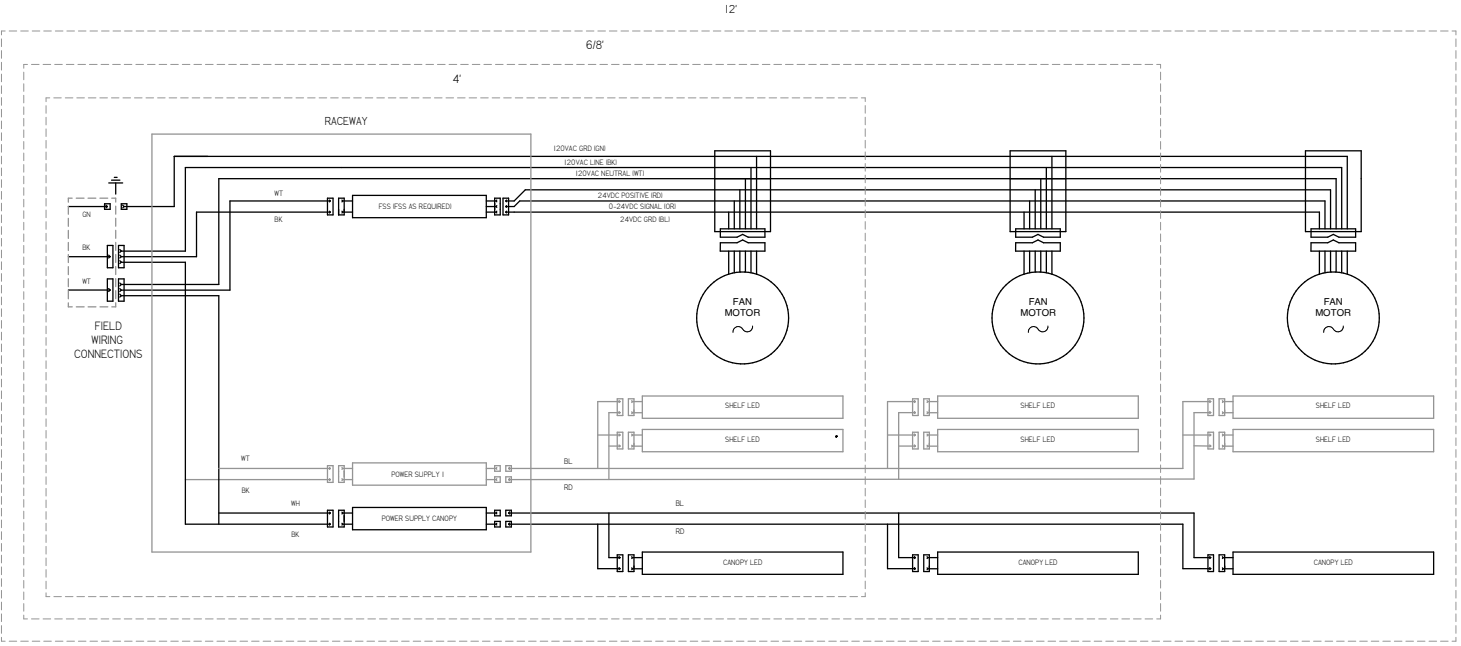 12'
6/8'
4'
RACEWAY
120VAC GRD (GN)
120VAC LINE (BK)
120VAC NEUTRAL (WT)
24VDC POSITIVE (RD)
0-24VDC SIGNAL (OR)
24VDC GRD (BL)
WT
FSS (FSS AS REQUIRED)
BK
GN
BK
WT
FIELD
WIRING
CONNECTIONS
FAN
MOTOR
FAN
MOTOR
FAN
MOTOR
SHELF LED
SHELF LED
SHELF LED
SHELF LED
SHELF LED
SHELF LED
WT
BL
POWER SUPPLY 1
BK
RD
WH
BL
POWER SUPPLY CANOPY
BK
RD
CANOPY LED
CANOPY LED
CANOPY LED